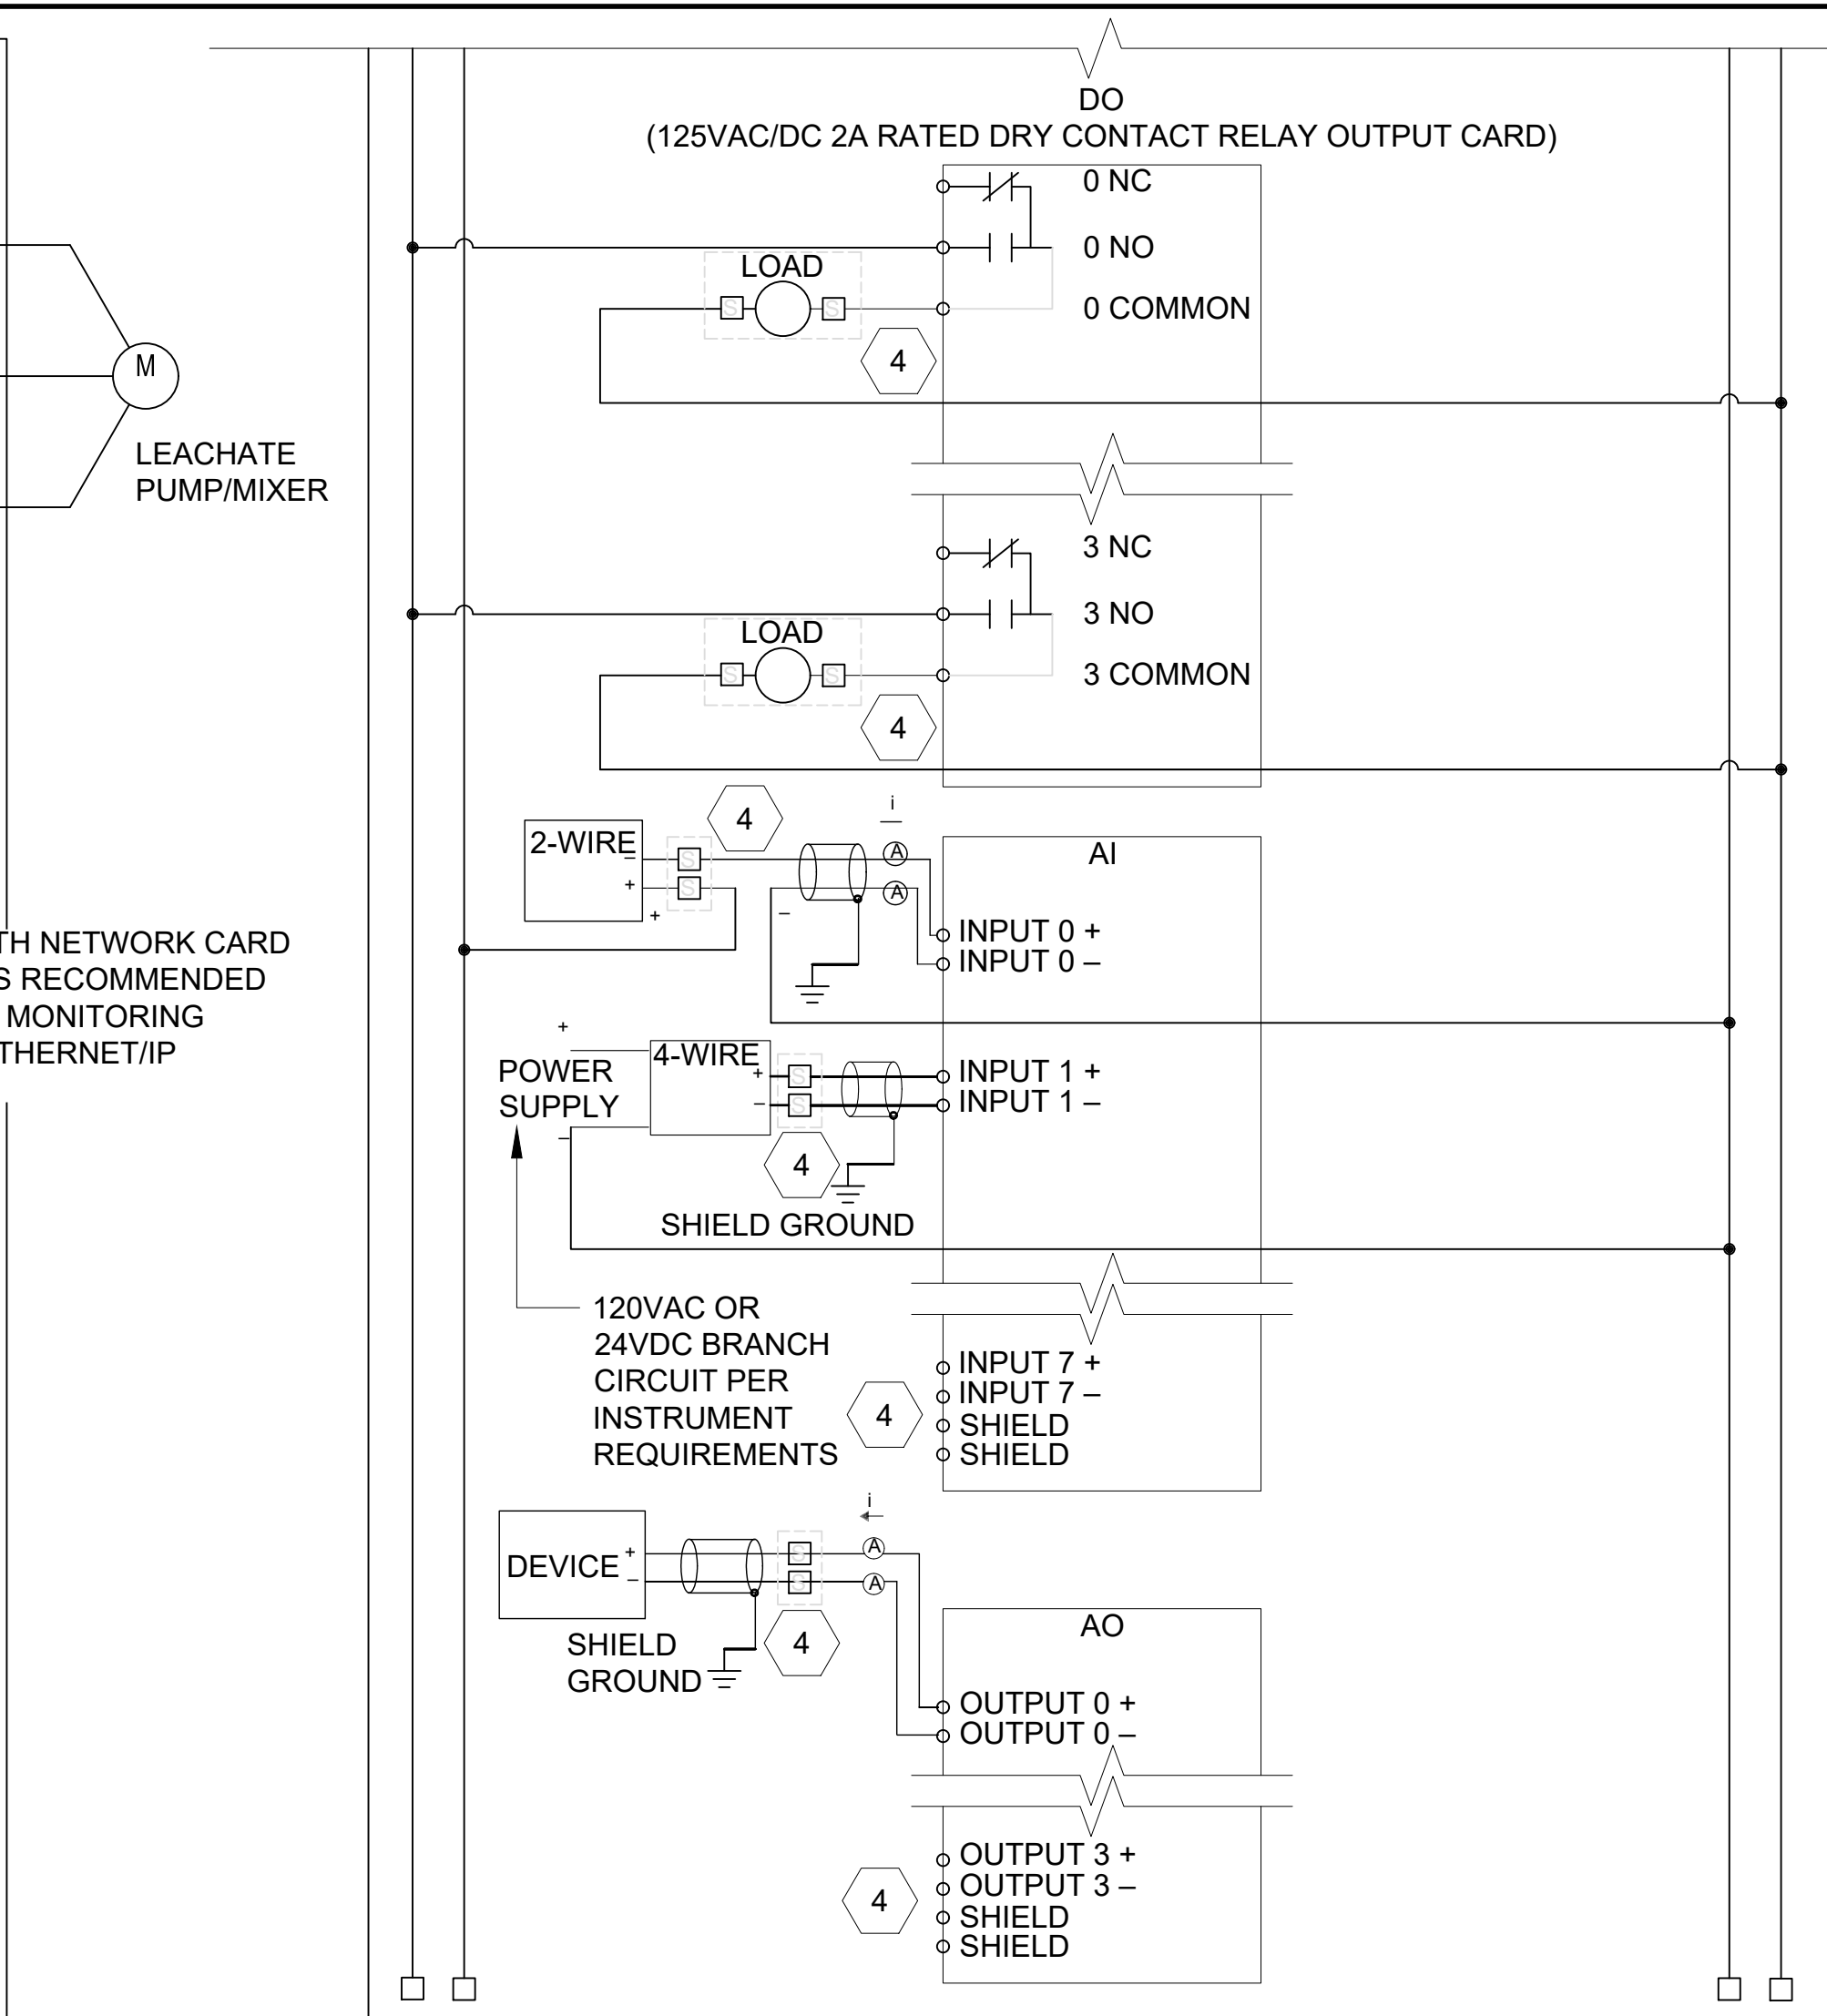 DO
(125VAC/DC 2A RATED DRY CONTACT RELAY OUTPUT CARD)
0 NC
0 NO
LOAD
S
S
0 COMMON
4
M
LEACHATE
PUMP/MIXER
3 NC
3 NO
LOAD
S
S
3 COMMON
4
4
i
2-WIRE
–
+
+
S
S
A
A
–
AI
INPUT 0 +
INPUT 0 –
TH NETWORK CARD
S RECOMMENDED
MONITORING
THERNET/IP
+
POWER
SUPPLY
–
4-WIRE
+
–
S
S
INPUT 1 +
INPUT 1 –
4
SHIELD GROUND
120VAC OR
24VDC BRANCH
CIRCUIT PER
INSTRUMENT
REQUIREMENTS
INPUT 7 +
INPUT 7 –
SHIELD
SHIELD
4
i
DEVICE
+
–
S
S
A
A
4
SHIELD
GROUND
AO
OUTPUT 0 +
OUTPUT 0 –
OUTPUT 3 +
OUTPUT 3 –
SHIELD
SHIELD
4